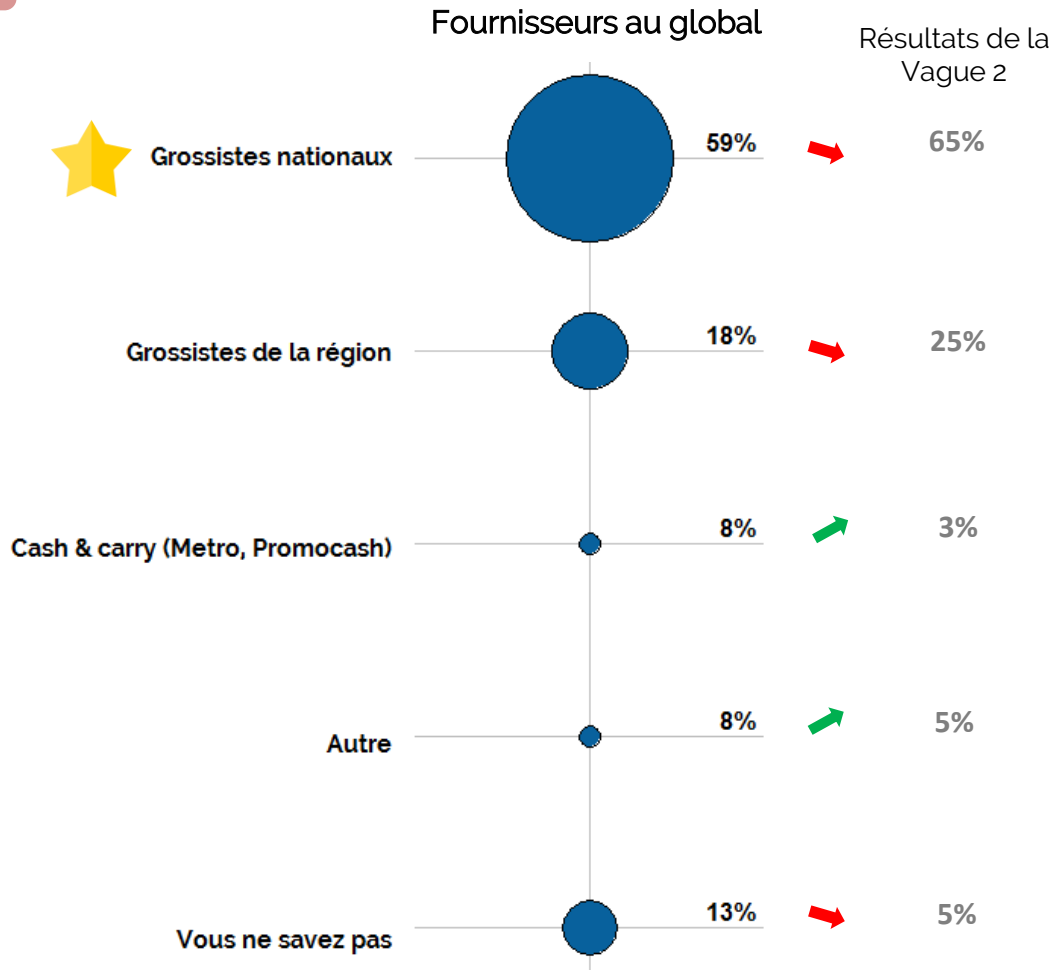 Fournisseurs au global
Résultats de la
Vague 2
Grossistes nationaux 59% 65%
Grossistes de la région 18% 25%
Cash & carry (Metro, Promocash) 8% 3%
Autre 8% 5%
Vous ne savez pas 13% 5%